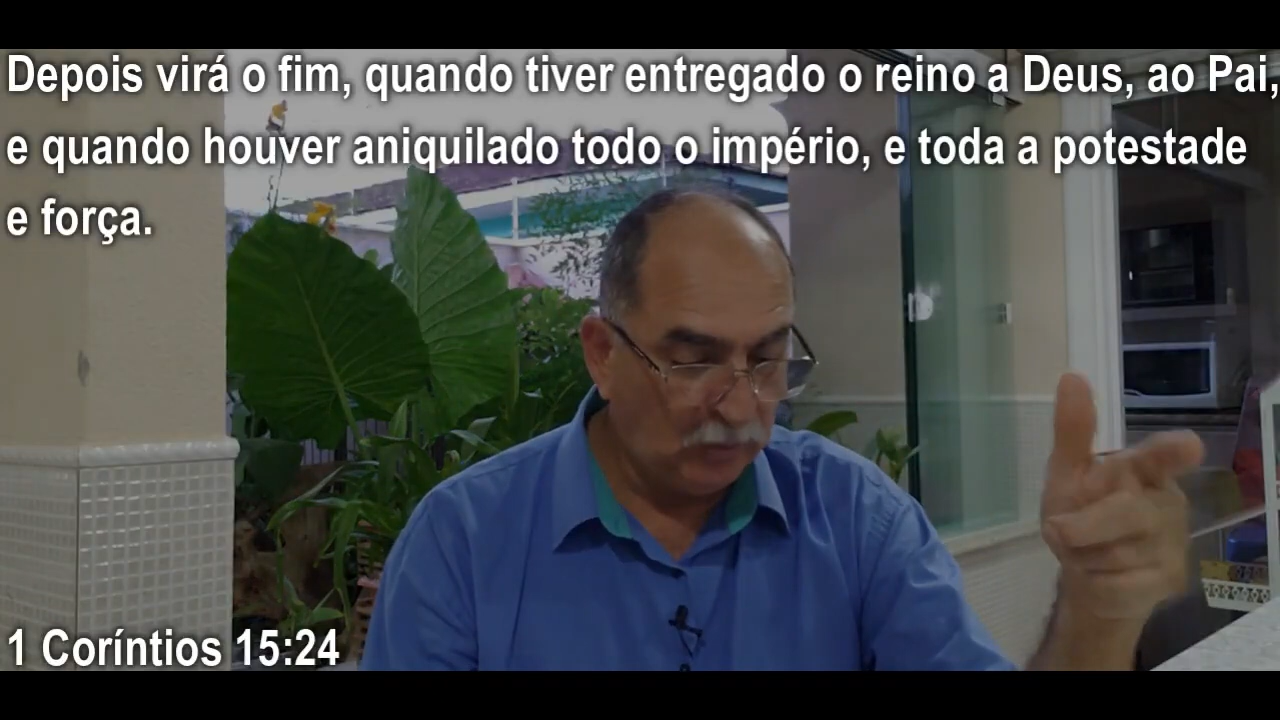 Depois virá o fim, quando tiver entregado o reino a Deus, ao Pai,
e quando houver aniquilado todo o império, e toda a potestade
e força.
1 Coríntios 15:24